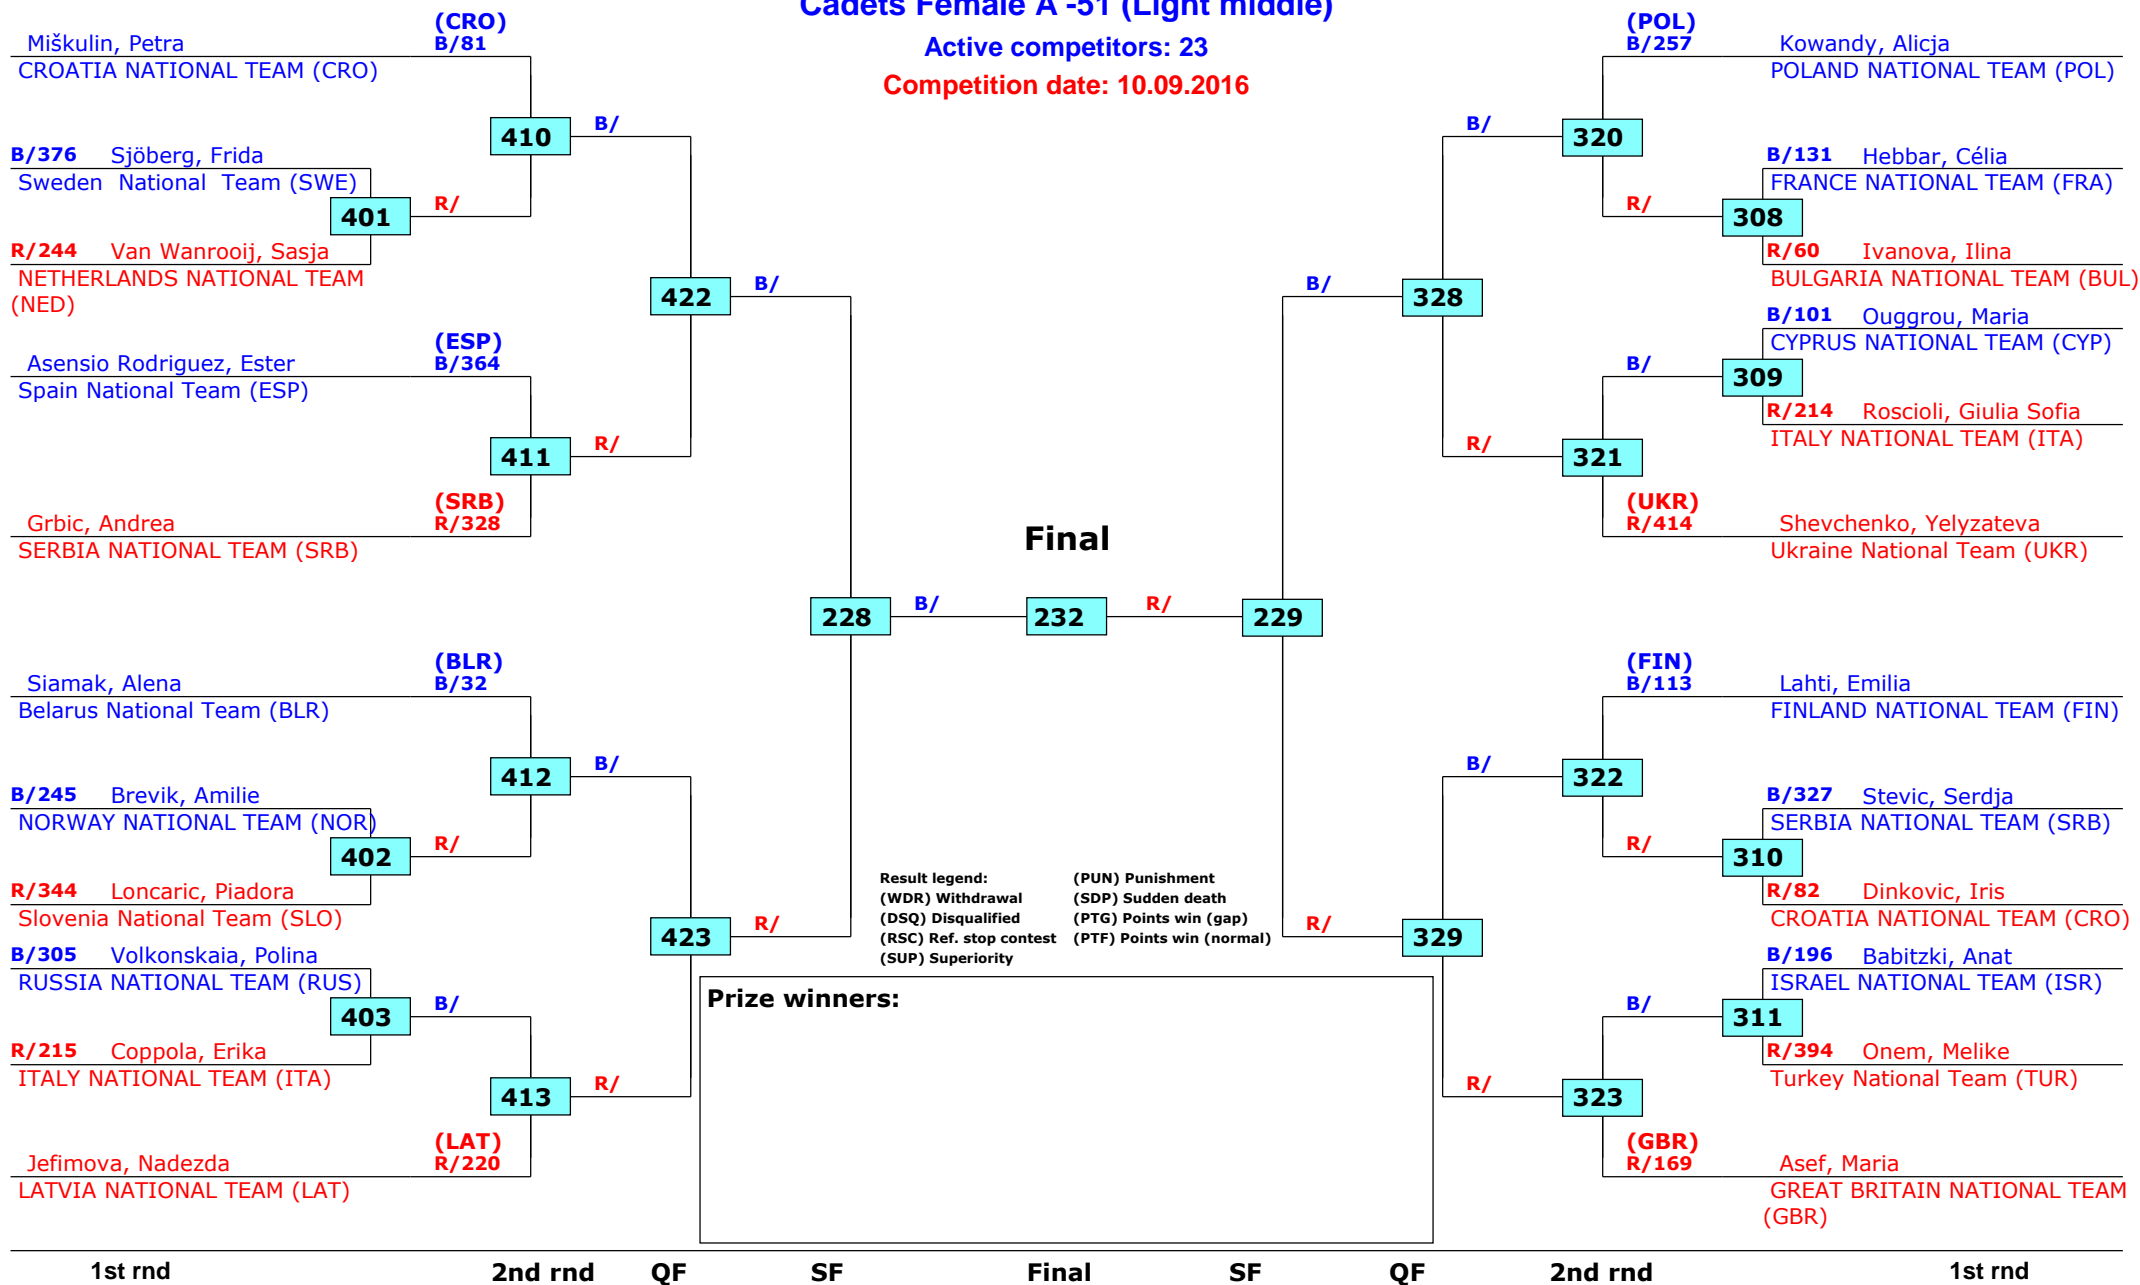 Cadets Female A -51 (Light middle)
Active competitors: 23
Competition date: 10.09.2016
(CRO)
Miškulin, Petra B/81
CROATIA NATIONAL TEAM (CRO)
410
B/
B/376 Sjöberg, Frida
Sweden National Team (SWE)
401
R/
R/244 Van Wanrooij, Sasja
NETHERLANDS NATIONAL TEAM
(NED)
422
B/
(ESP)
Asensio Rodriguez, Ester B/364
Spain National Team (ESP)
411
R/
(SRB)
Grbic, Andrea R/328
SERBIA NATIONAL TEAM (SRB)
228
B/
(BLR)
Siamak, Alena B/32
Belarus National Team (BLR)
412
B/
B/245 Brevik, Amilie
NORWAY NATIONAL TEAM (NOR)
402
R/
R/344 Loncaric, Piadora
Slovenia National Team (SLO)
423
R/
B/305 Volkonskaia, Polina
RUSSIA NATIONAL TEAM (RUS)
403
B/
R/215 Coppola, Erika
ITALY NATIONAL TEAM (ITA)
413
R/
(LAT)
Jefimova, Nadezda R/220
LATVIA NATIONAL TEAM (LAT)
Final
232
R/
229
(POL)
B/257 Kowandy, Alicja
POLAND NATIONAL TEAM (POL)
B/
320
B/131 Hebbar, Célia
FRANCE NATIONAL TEAM (FRA)
R/
308
R/60 Ivanova, Ilina
BULGARIA NATIONAL TEAM (BUL)
B/
328
B/101 Ouggrou, Maria
CYPRUS NATIONAL TEAM (CYP)
B/
309
R/214 Roscioli, Giulia Sofia
ITALY NATIONAL TEAM (ITA)
R/
321
(UKR)
R/414 Shevchenko, Yelyzateva
Ukraine National Team (UKR)
(FIN)
B/113 Lahti, Emilia
FINLAND NATIONAL TEAM (FIN)
B/
322
B/327 Stevic, Serdja
SERBIA NATIONAL TEAM (SRB)
R/
310
R/82 Dinkovic, Iris
CROATIA NATIONAL TEAM (CRO)
R/
329
B/196 Babitzki, Anat
ISRAEL NATIONAL TEAM (ISR)
B/
311
R/394 Onem, Melike
Turkey National Team (TUR)
R/
323
(GBR)
R/169 Asef, Maria
GREAT BRITAIN NATIONAL TEAM
(GBR)
Result legend: (PUN) Punishment
(WDR) Withdrawal (SDP) Sudden death
(DSQ) Disqualified (PTG) Points win (gap)
(RSC) Ref. stop contest (PTF) Points win (normal)
(SUP) Superiority
Prize winners:
1st rnd 2nd rnd QF SF Final SF QF 2nd rnd 1st rnd